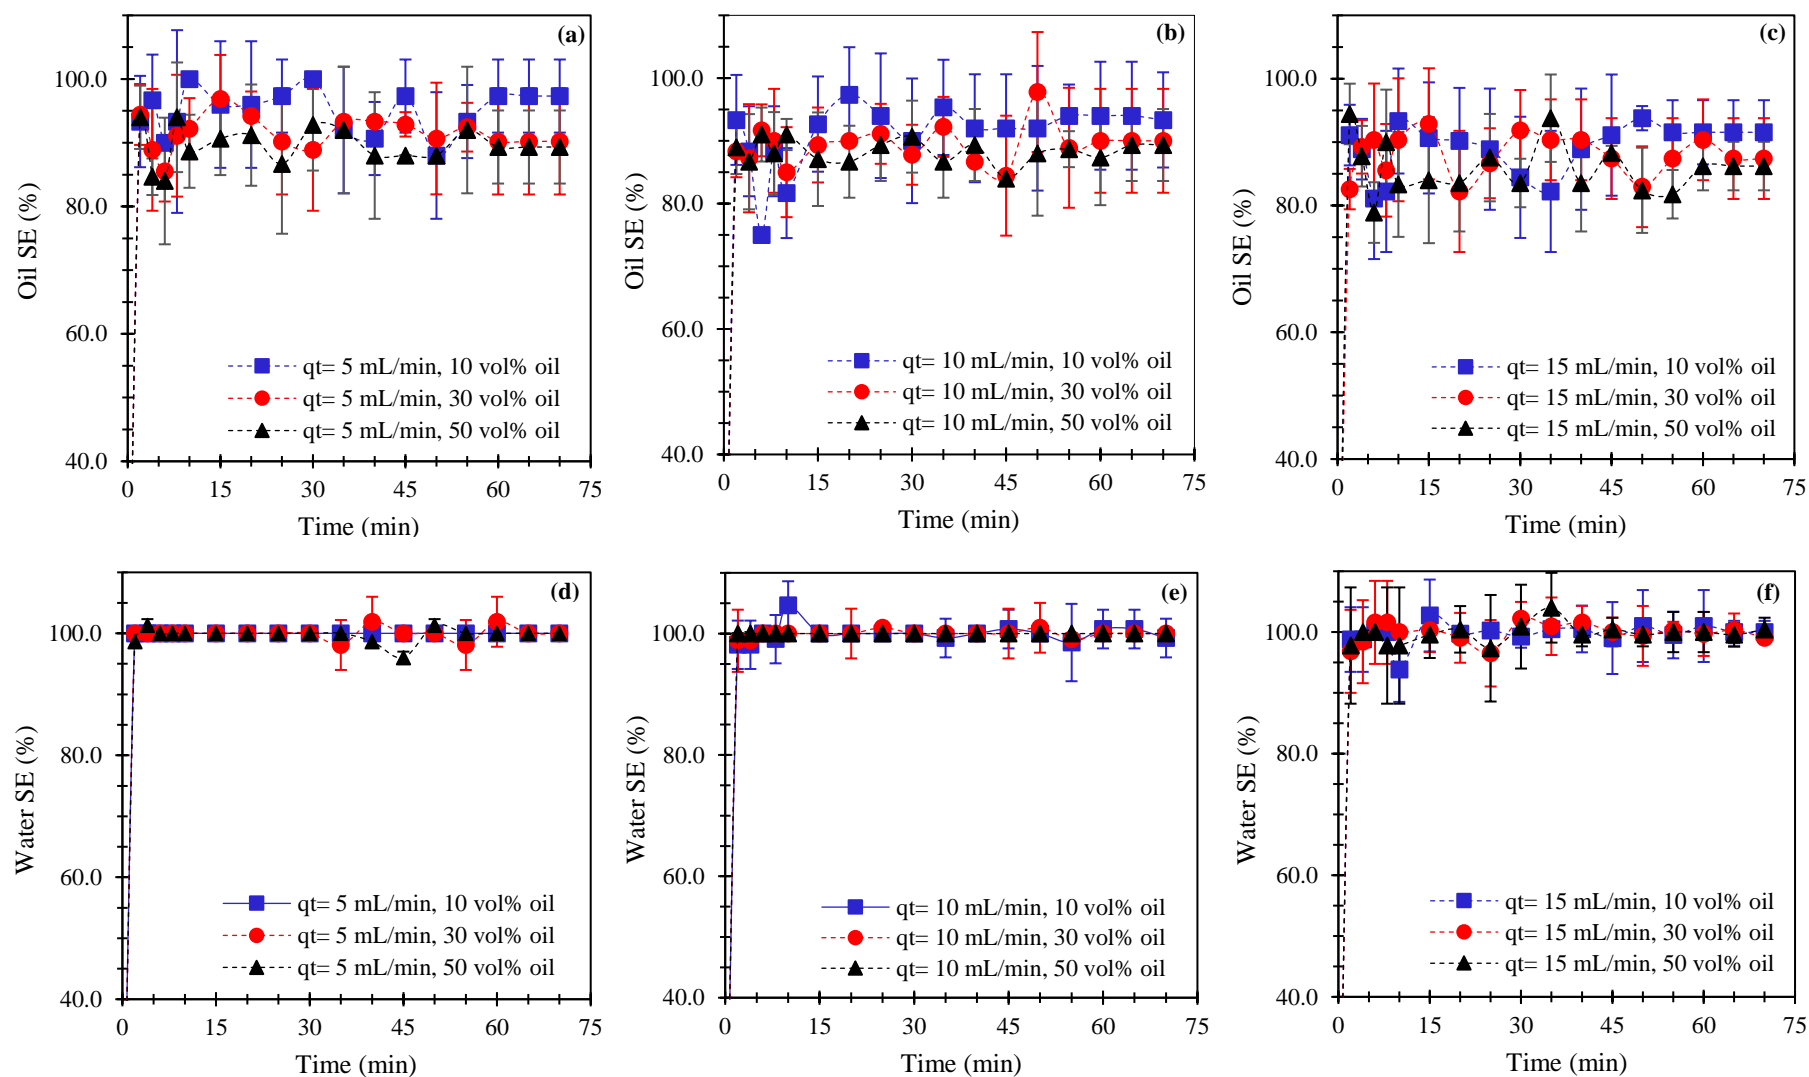 (a)
100.0
80.0
60.0
40.0
Oil SE (%)
qt= 5 mL/min, 10 vol% oil
qt= 5 mL/min, 30 vol% oil
qt= 5 mL/min, 50 vol% oil
0 15 30 45 60 75
Time (min)
(b)
100.0
80.0
60.0
40.0
Oil SE (%)
qt= 10 mL/min, 10 vol% oil
qt= 10 mL/min, 30 vol% oil
qt= 10 mL/min, 50 vol% oil
0 15 30 45 60 75
Time (min)
(c)
100.0
80.0
60.0
40.0
Oil SE (%)
qt= 15 mL/min, 10 vol% oil
qt= 15 mL/min, 30 vol% oil
qt= 15 mL/min, 50 vol% oil
0 15 30 45 60 75
Time (min)
(d)
100.0
80.0
60.0
40.0
Water SE (%)
qt= 5 mL/min, 10 vol% oil
qt= 5 mL/min, 30 vol% oil
qt= 5 mL/min, 50 vol% oil
0 15 30 45 60 75
Time (min)
(e)
100.0
80.0
60.0
40.0
Water SE (%)
qt= 10 mL/min, 10 vol% oil
qt= 10 mL/min, 30 vol% oil
qt= 10 mL/min, 50 vol% oil
0 15 30 45 60 75
Time (min)
(f)
100.0
80.0
60.0
40.0
Water SE (%)
qt= 15 mL/min, 10 vol% oil
qt= 15 mL/min, 30 vol% oil
qt= 15 mL/min, 50 vol% oil
0 15 30 45 60 75
Time (min)